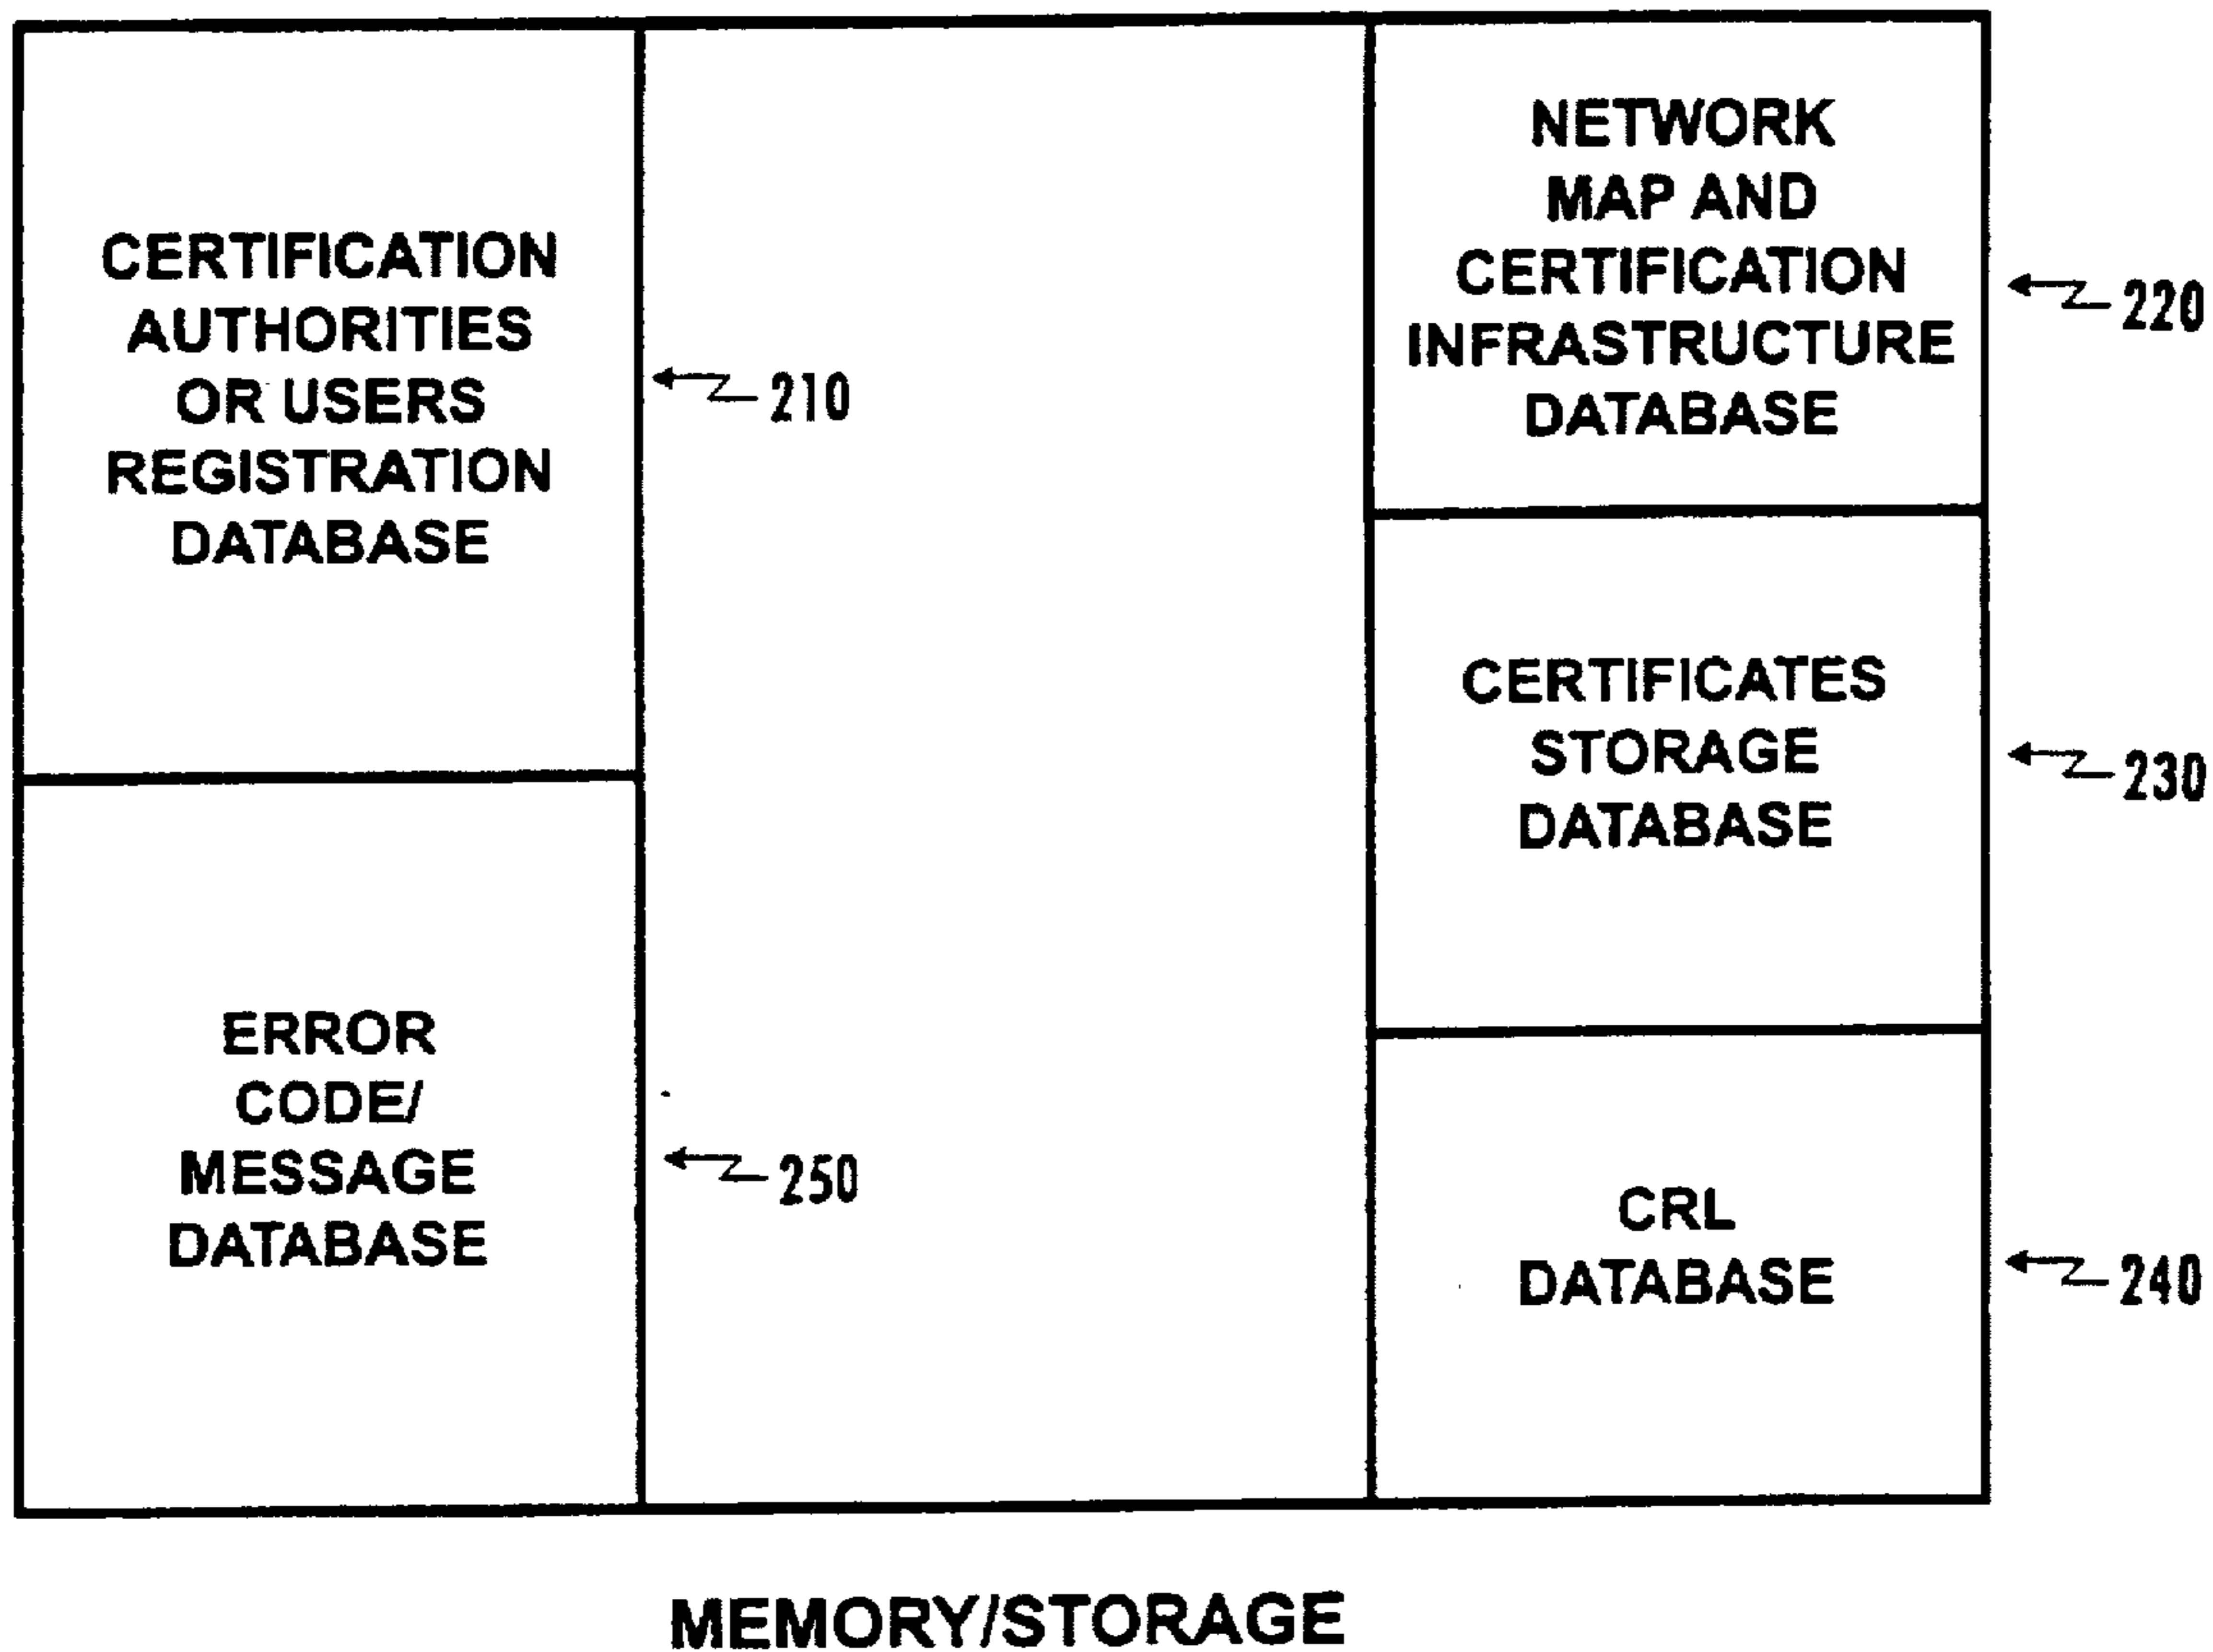 CERTIFICATION
AUTHORITIES
OR USERS
REGISTRATION
DATABASE
210
ERROR
CODE/
MESSAGE
DATABASE
250
NETWORK
MAP AND
CERTIFICATION
INFRASTRUCTURE
DATABASE
220
CERTIFICATES
STORAGE
DATABASE
230
CRL
DATABASE
240
MEMORY/STORAGE